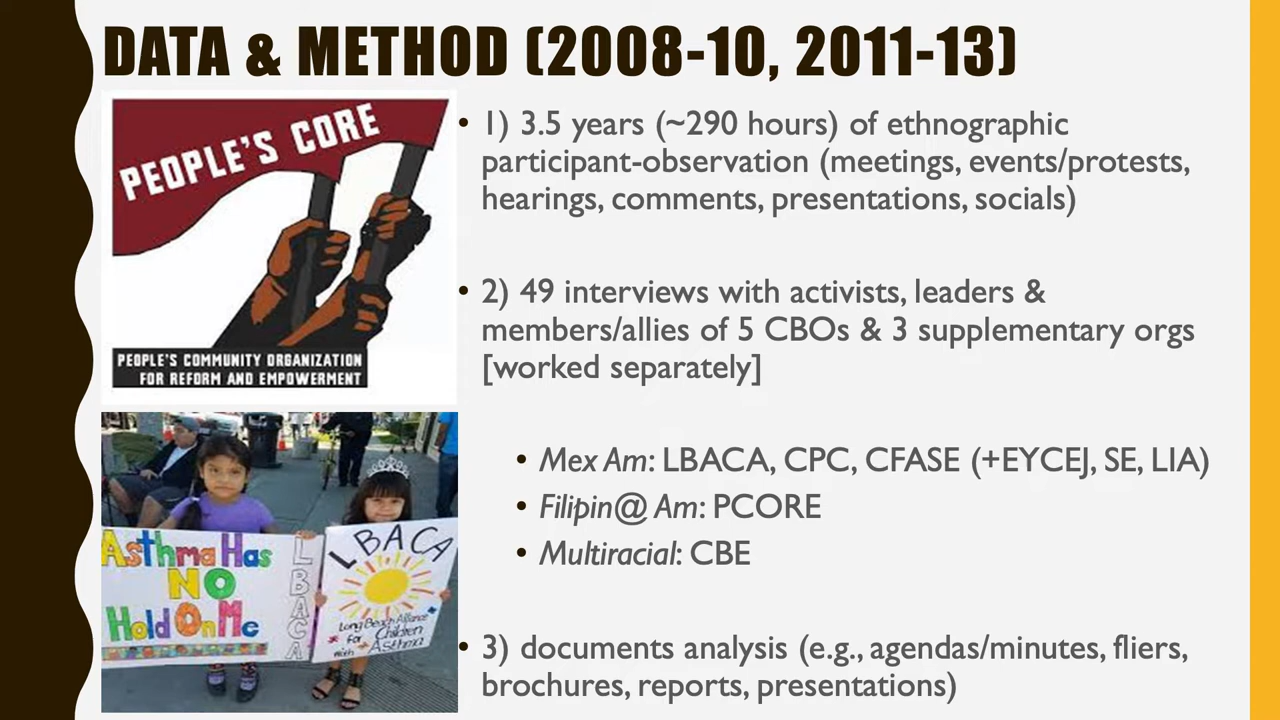 DATA & METHOD (2008-10, 2011-13)
PEOPLE'S CORE
PEOPLE'S COMMUNITY ORGANIZATION
FOR REFORM AND EMPOWERMENT
• 1) 3.5 years (~290 hours) of ethnographic
participant-observation (meetings, events/protests,
hearings, comments, presentations, socials)
• 2) 49 interviews with activists, leaders &
members/allies of 5 CBOs & 3 supplementary orgs
[worked separately]
• Mex Am: LBACA, CPC, CFASE (+EYCEJ, SE, LIA)
• Filipin@ Am: PCORE
• Multiracial: CBE
• 3) documents analysis (e.g., agendas/minutes, fliers,
brochures, reports, presentations)
Asthma Has
NO
Hold On Me
LBACA
LBACA
Long Beach Alliance
for Children
with Asthma